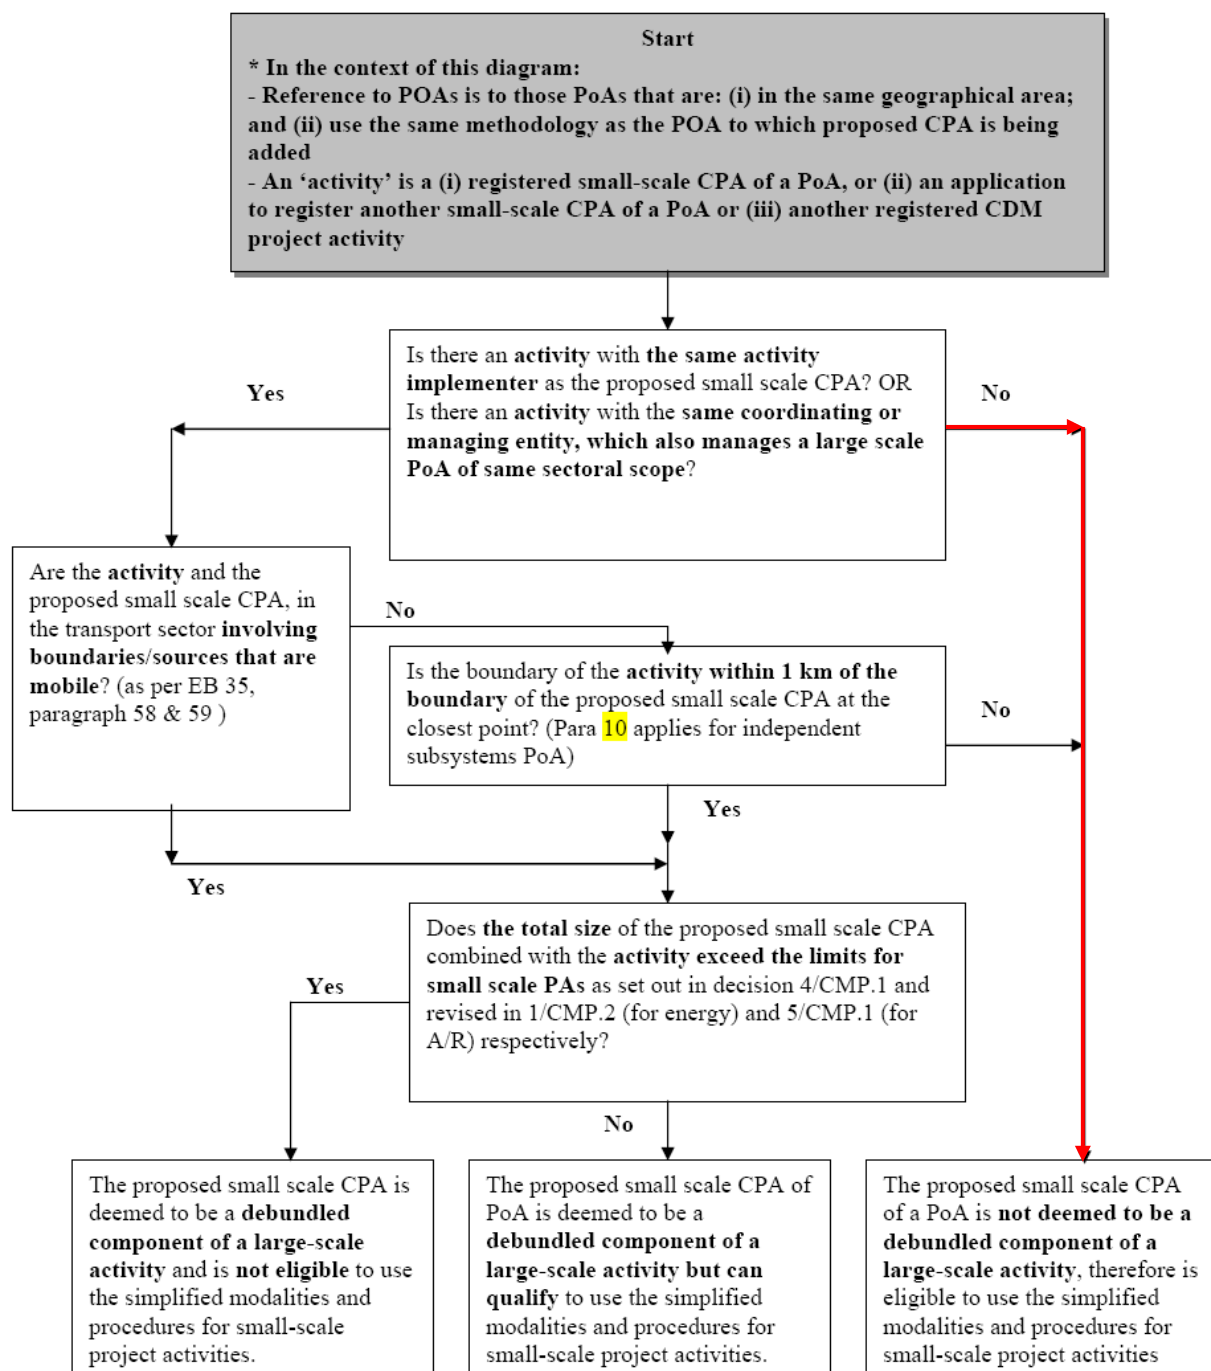 Start
* In the context of this diagram:
- Reference to POAs is to those PoAs that are: (i) in the same geographical area;
and (ii) use the same methodology as the POA to which proposed CPA is being
added
- An ‘activity’ is a (i) registered small-scale CPA of a PoA, or (ii) an application
to register another small-scale CPA of a PoA or (iii) another registered CDM
project activity
Is there an activity with the same activity
implementer as the proposed small scale CPA? OR
Is there an activity with the same coordinating or
managing entity, which also manages a large scale
PoA of same sectoral scope?
Yes
No
Are the activity and the
proposed small scale CPA, in
the transport sector involving
boundaries/sources that are
mobile? (as per EB 35,
paragraph 58 & 59 )
No
Is the boundary of the activity within 1 km of the
boundary of the proposed small scale CPA at the
closest point? (Para 10 applies for independent
subsystems PoA)
No
Yes
Yes
Does the total size of the proposed small scale CPA
combined with the activity exceed the limits for
small scale PAs as set out in decision 4/CMP.1 and
revised in 1/CMP.2 (for energy) and 5/CMP.1 (for
A/R) respectively?
Yes
No
The proposed small scale CPA is
deemed to be a debundled
component of a large-scale
activity and is not eligible to use
the simplified modalities and
procedures for small-scale
project activities.
The proposed small scale CPA of
PoA is deemed to be a
debundled component of a
large-scale activity but can
qualify to use the simplified
modalities and procedures for
small-scale project activities.
The proposed small scale CPA
of a PoA is not deemed to be a
debundled component of a
large-scale activity, therefore is
eligible to use the simplified
modalities and procedures for
small-scale project activities